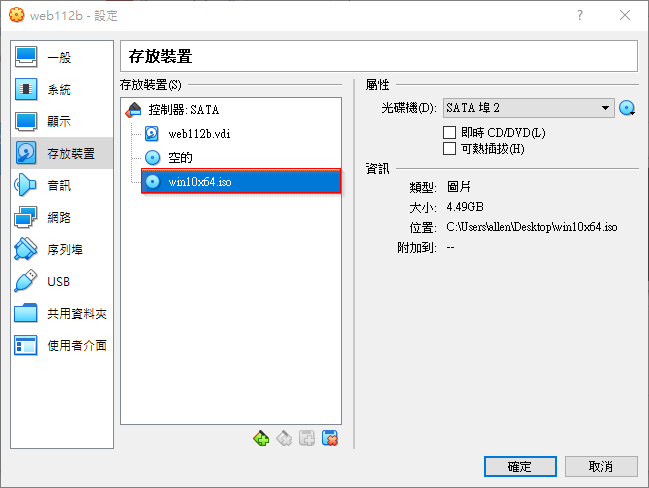 web112b - 設定
?
一般
系統
顯示
存放裝置
音訊
網路
序列埠
USB
共用資料夾
使用者介面
存放裝置
存放裝置(S)
控制器: SATA
web112b.vdi
空的
win10x64.iso
屬性
光碟機(D): SATA 埠 2
即時 CD/DVD(L)
可熱插拔(H)
資訊
類型: 圖片
大小: 4.49GB
位置: C:\Users\allen\Desktop\win10x64.iso
附加到: --
確定
取消